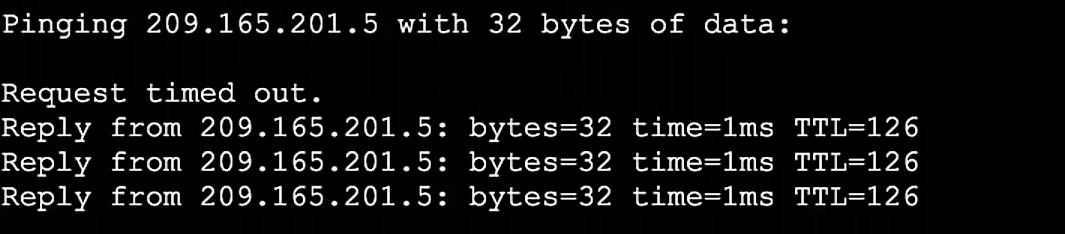 Pinging 209.165.201.5 with 32 bytes of data:
Request timed out.
Reply from 209.165.201.5: bytes=32 time=1ms TTL=126
Reply from 209.165.201.5: bytes=32 time=1ms TTL=126
Reply from 209.165.201.5: bytes=32 time=1ms TTL=126